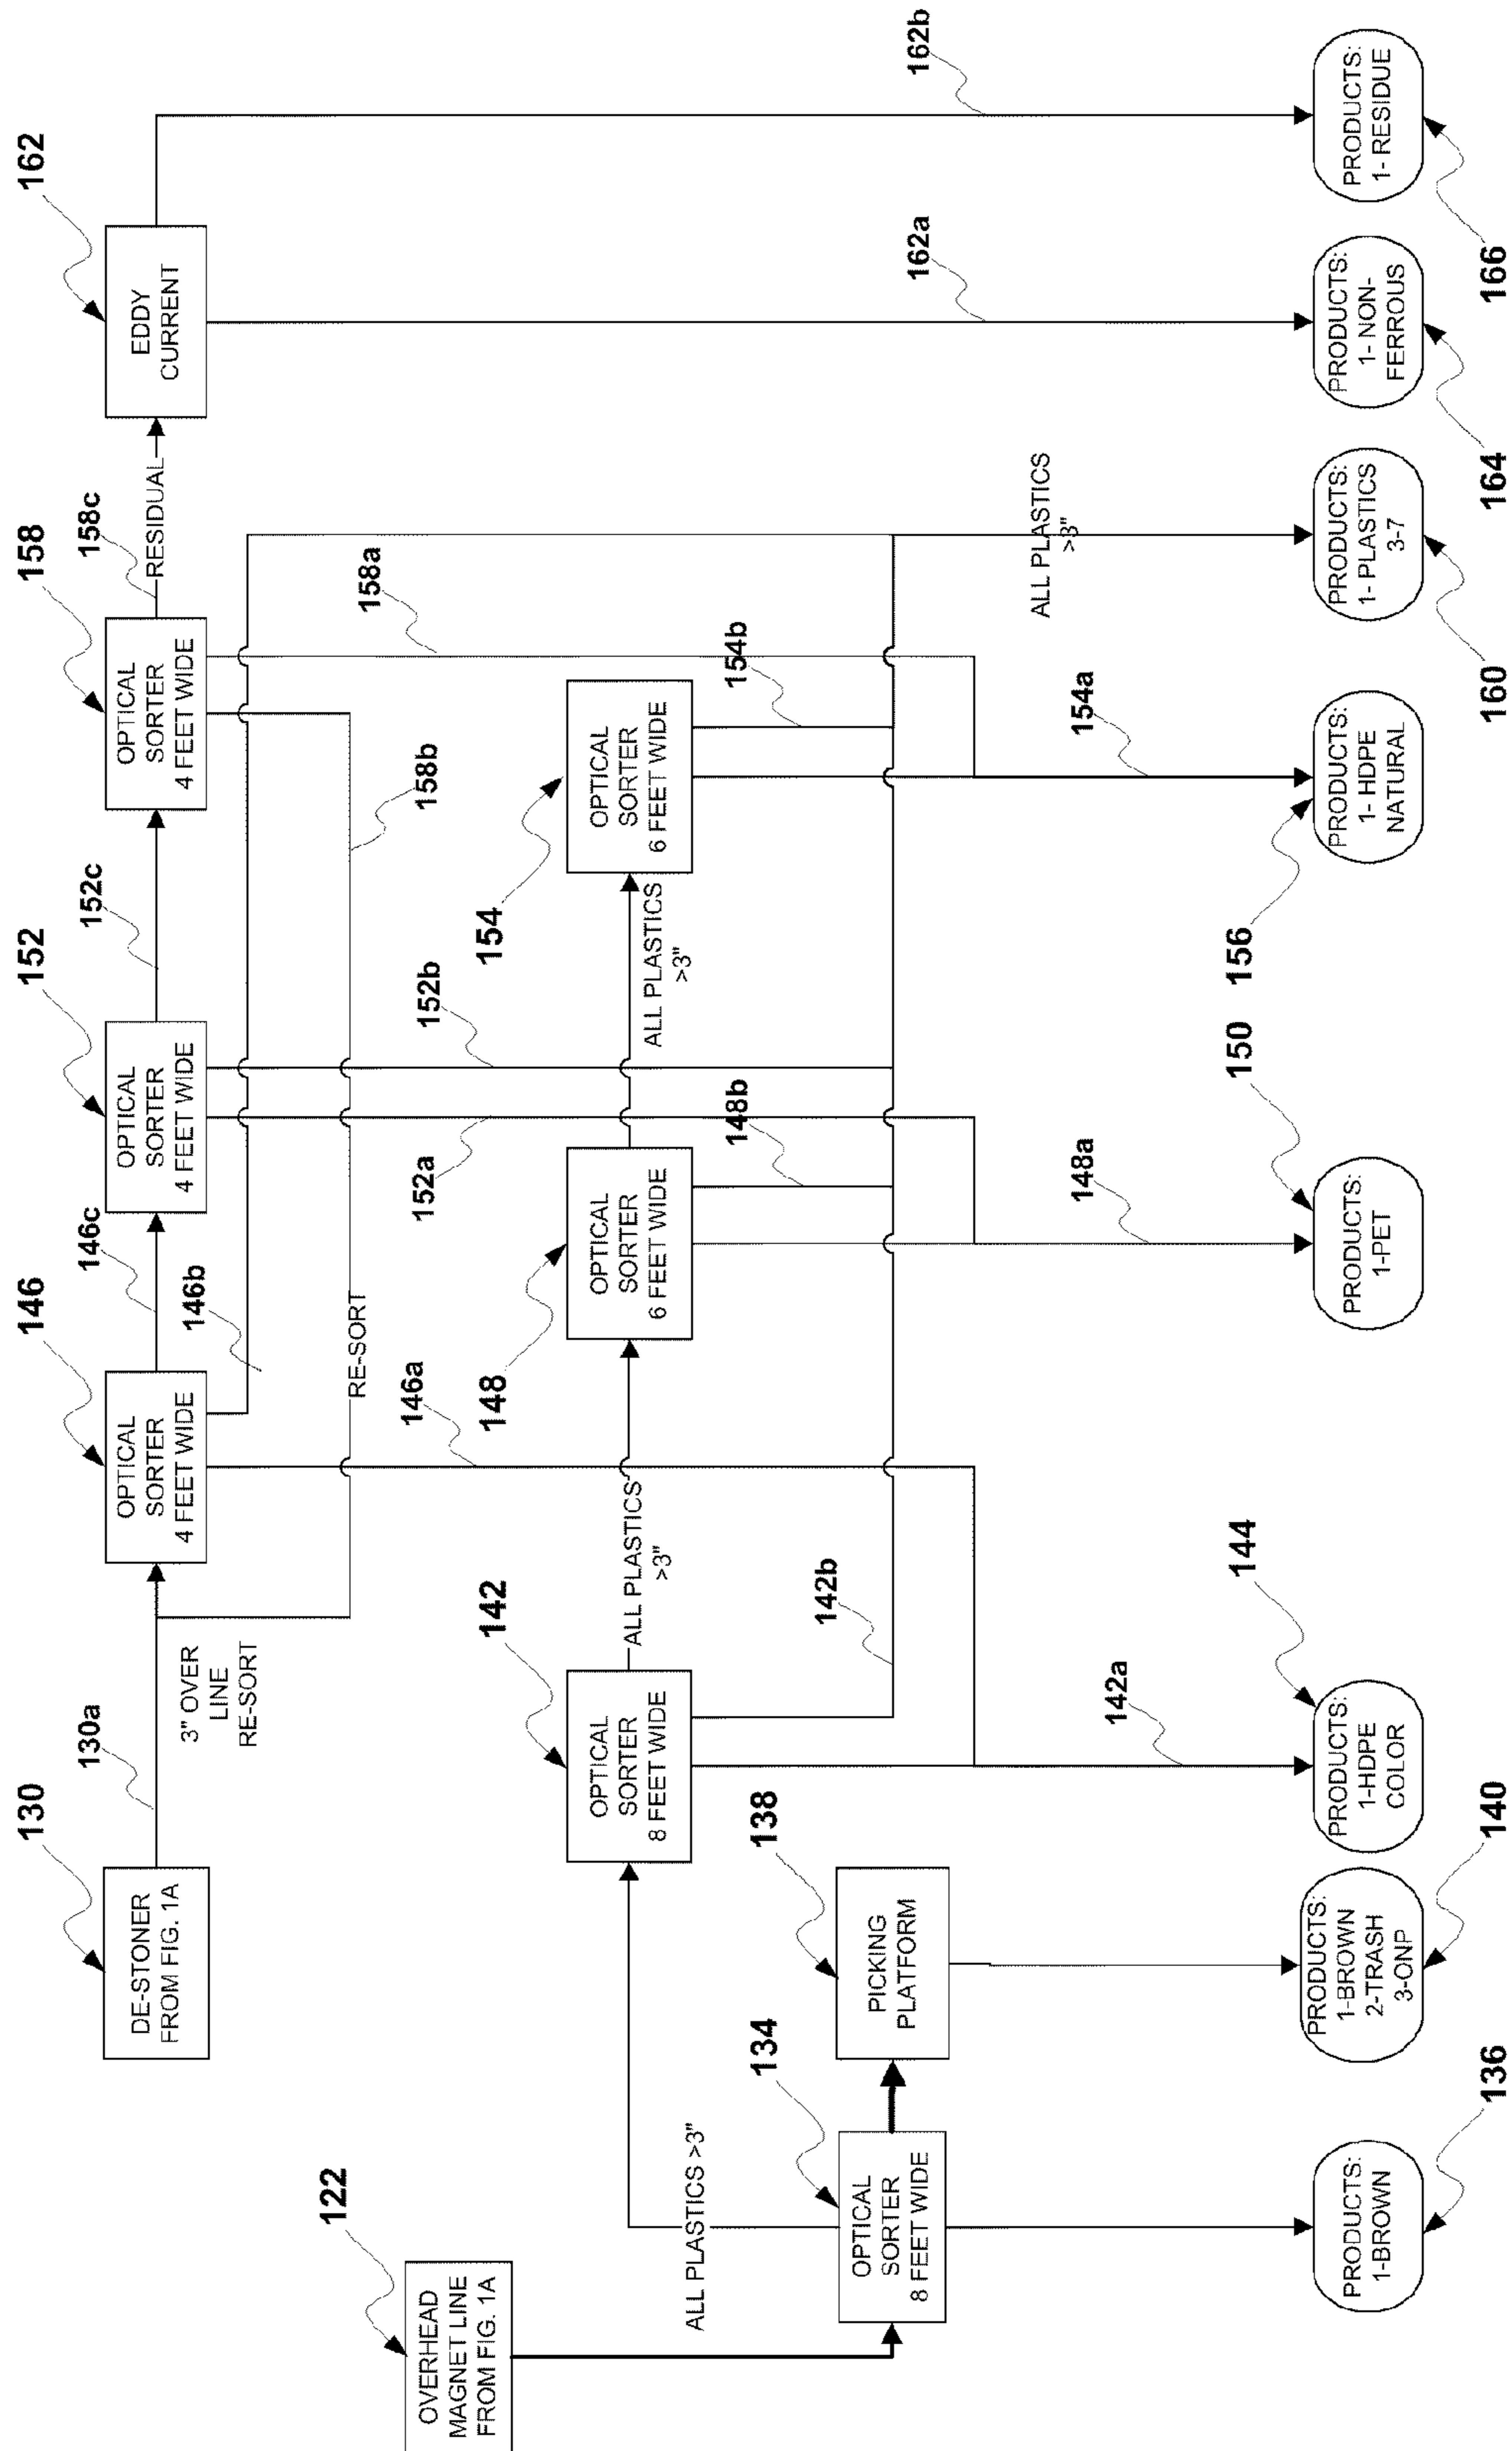 130
DE-STONER
FROM FIG. 1A
130a
3" OVER
LINE
RE-SORT
146
OPTICAL
SORTER
4 FEET WIDE
146c
146b
152
OPTICAL
SORTER
4 FEET WIDE
152c
158
OPTICAL
SORTER
4 FEET WIDE
158c
RESIDUAL
162
EDDY
CURRENT
RE-SORT
158b
158a
146a
152a
152b
122
OVERHEAD
MAGNET LINE
FROM FIG. 1A
ALL PLASTICS >3"
142
OPTICAL
SORTER
8 FEET WIDE
ALL PLASTICS
>3"
148
OPTICAL
SORTER
6 FEET WIDE
ALL PLASTICS
>3"
154
OPTICAL
SORTER
6 FEET WIDE
142b
148b
154b
134
OPTICAL
SORTER
8 FEET WIDE
138
PICKING
PLATFORM
162a
162b
142a
148a
154a
ALL PLASTICS
>3"
144
150
156
PRODUCTS:
1-BROWN
136
PRODUCTS:
1-BROWN
2-TRASH
3-ONP
140
PRODUCTS:
1-HDPE
COLOR
PRODUCTS:
1-PET
PRODUCTS:
1- HDPE
NATURAL
PRODUCTS:
1- PLASTICS
3-7
160
PRODUCTS:
1- NON-
FERROUS
164
PRODUCTS:
1- RESIDUE
166